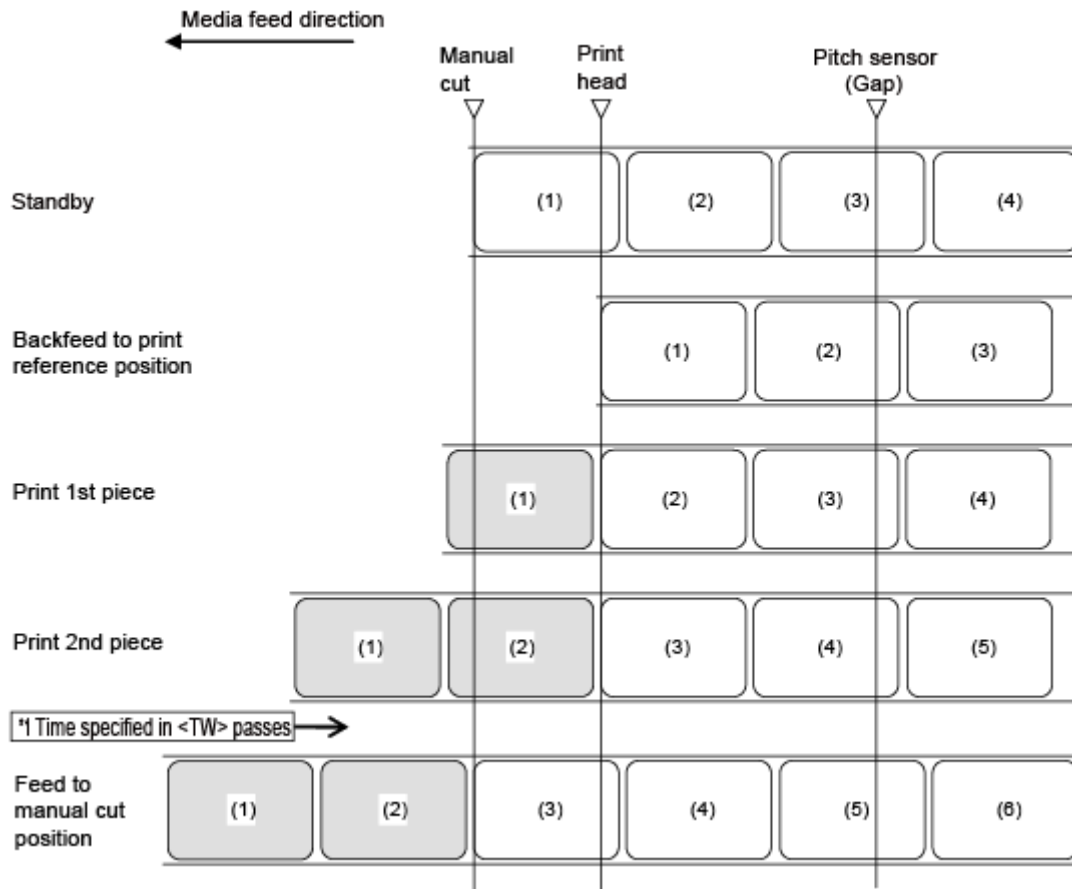 Media feed direction
Manual
cut
Print
head
Pitch sensor
(Gap)
Standby
(1)
(2)
(3)
(4)
Backfeed to print
reference position
(1)
(2)
(3)
Print 1st piece
(1)
(2)
(3)
(4)
Print 2nd piece
(1)
(2)
(3)
(4)
(5)
*1 Time specified in <TW> passes
Feed to
manual cut
position
(1)
(2)
(3)
(4)
(5)
(6)